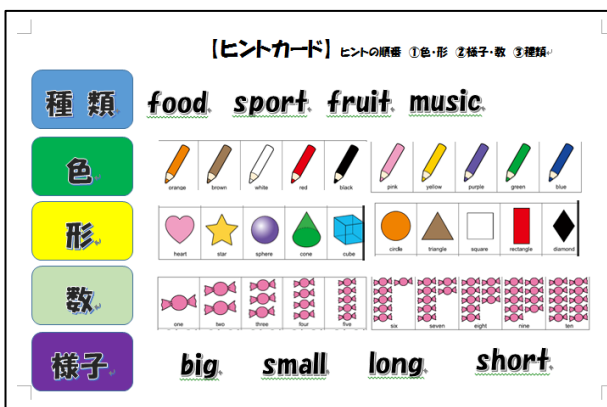 【ヒントカード】 ヒントの順番 ①色・形 ②様子・数 ③種類
種類 food sport fruit music
色
orange brown white red black pink yellow purple green blue
形
heart star sphere cone cube circle triangle square rectangle diamond
数
one two three four five six seven eight nine ten
様子 big small long short